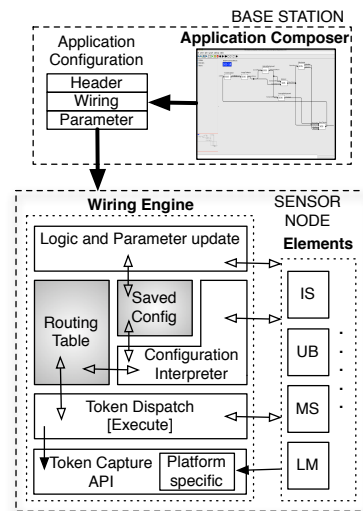 BASE STATION
Application
Configuration
Application Composer
Header
Wiring
Parameter
Wiring Engine
SENSOR
NODE
Elements
Logic and Parameter update
Routing
Table
Saved
Config
Configuration
Interpreter
Token Dispatch
[Execute]
Token Capture
API
Platform
specific
IS
UB
MS
LM